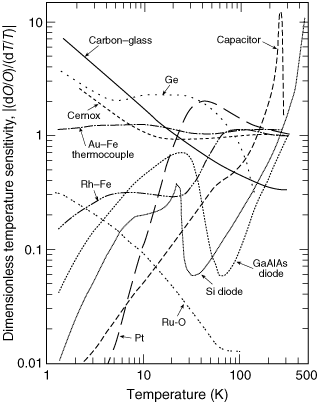 Dimensionless temperature sensitivity, |(dO/O)/(dT/T)|
10
1
0.1
0.01
Carbon–glass
Capacitor
Ge
Cernox
Au–Fe
thermocouple
Rh–Fe
GaAlAs
diode
Si diode
Ru-O
Pt
1
10
100
500
Temperature (K)